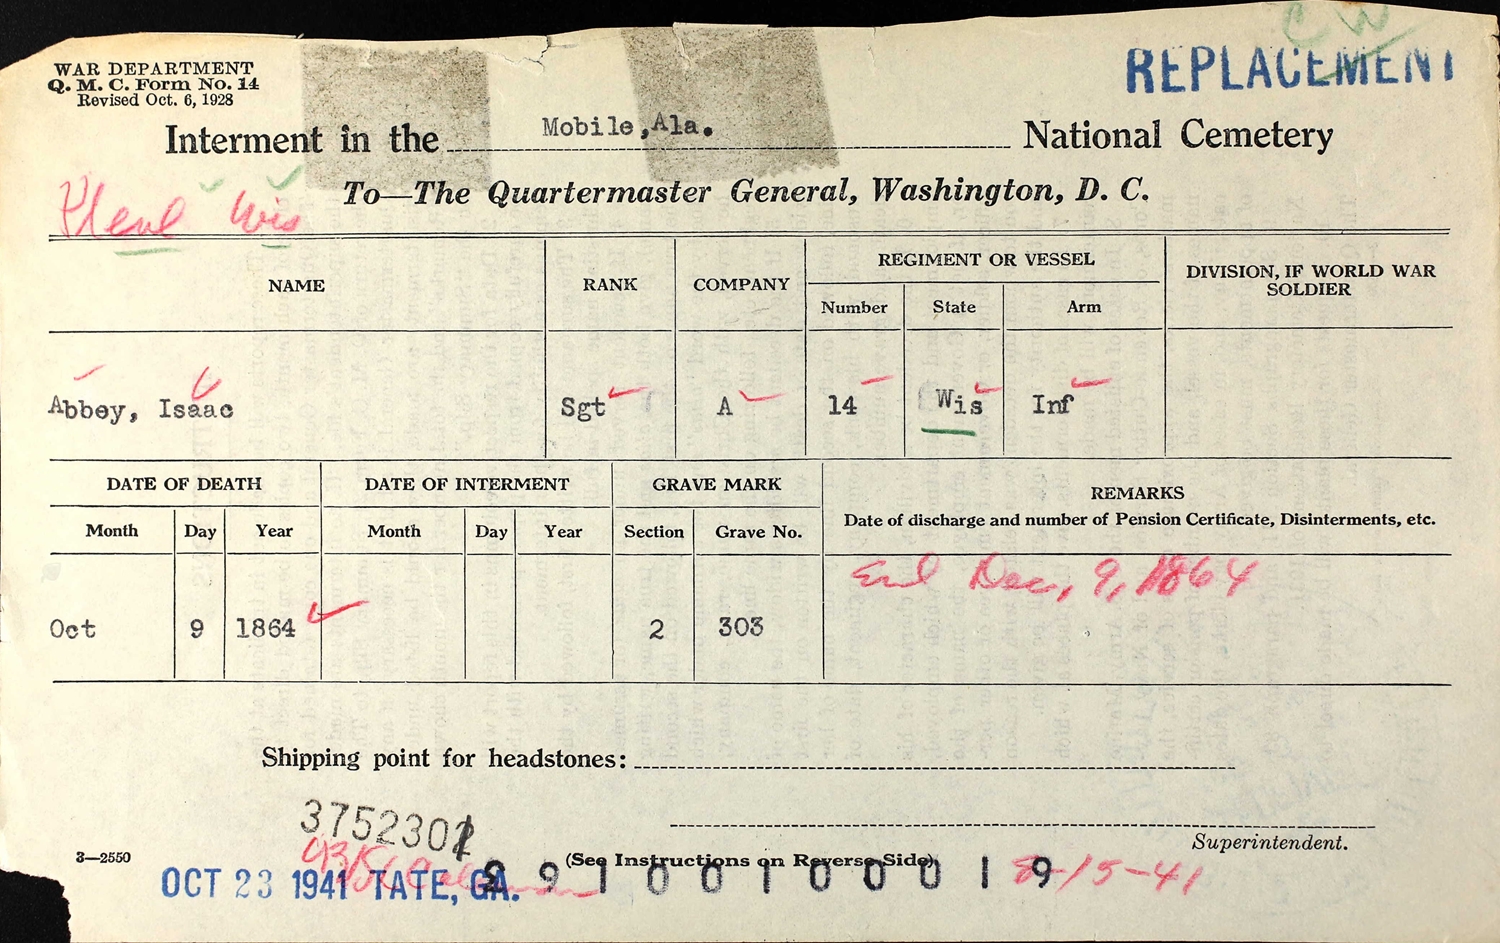 C W
REPLACEMENT
WAR DEPARTMENT
Q. M. C. Form No. 14
Revised Oct. 6, 1928
Interment in the Mobile, Ala. National Cemetery
To—The Quartermaster General, Washington, D. C.
Wis
NAME RANK COMPANY REGIMENT OR VESSEL DIVISION, IF WORLD WAR SOLDIER
Number State Arm
Abbey, Isaac Sgt A 14 Wis Inf
DATE OF DEATH DATE OF INTERMENT GRAVE MARK REMARKS
Date of discharge and number of Pension Certificate, Disinterments, etc.
Month Day Year Month Day Year Section Grave No.
Enl Dec, 9, 1864
Oct 9 1864 2 303
Shipping point for headstones:
Superintendent.
3—2550
(See Instructions on Reverse Side)
OCT 23 1941 TATE, GA.
-15-41